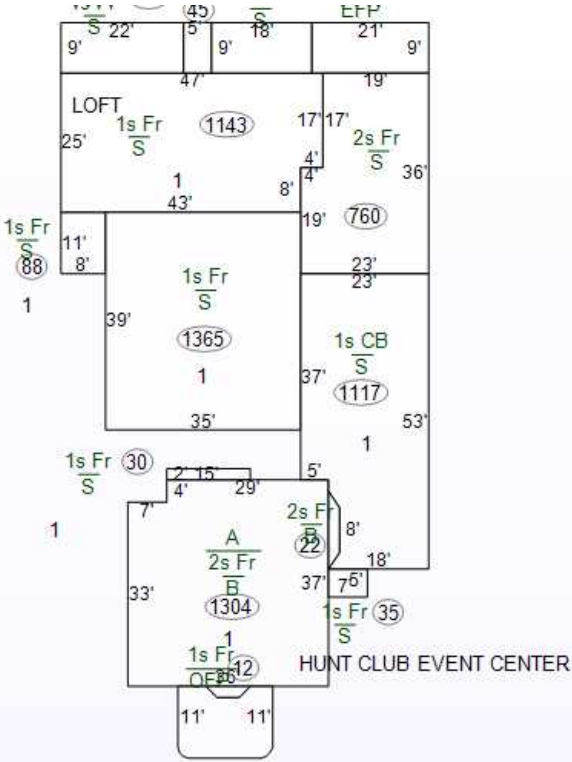 45
S
S
EFP
22'
5'
18'
21'
9'
9'
9'
47'
19'
LOFT
1s Fr
S
1143
17'
17'
25'
2s Fr
S
4'
4'
36'
1
8'
43'
19'
760
1s Fr
S
88
11'
8'
1
23'
23'
1s Fr
S
39'
1365
1
35'
1s CB
S
37'
1117
53'
1
5'
1s Fr
S
30
1
2'
15'
4'
29'
7'
A
2s Fr
B
2s Fr
B
22
8'
18'
33'
37'
1304
1
7
5'
1s Fr
S
35
1s Fr
OFP
12
36'
HUNT CLUB EVENT CENTER
11'
11'